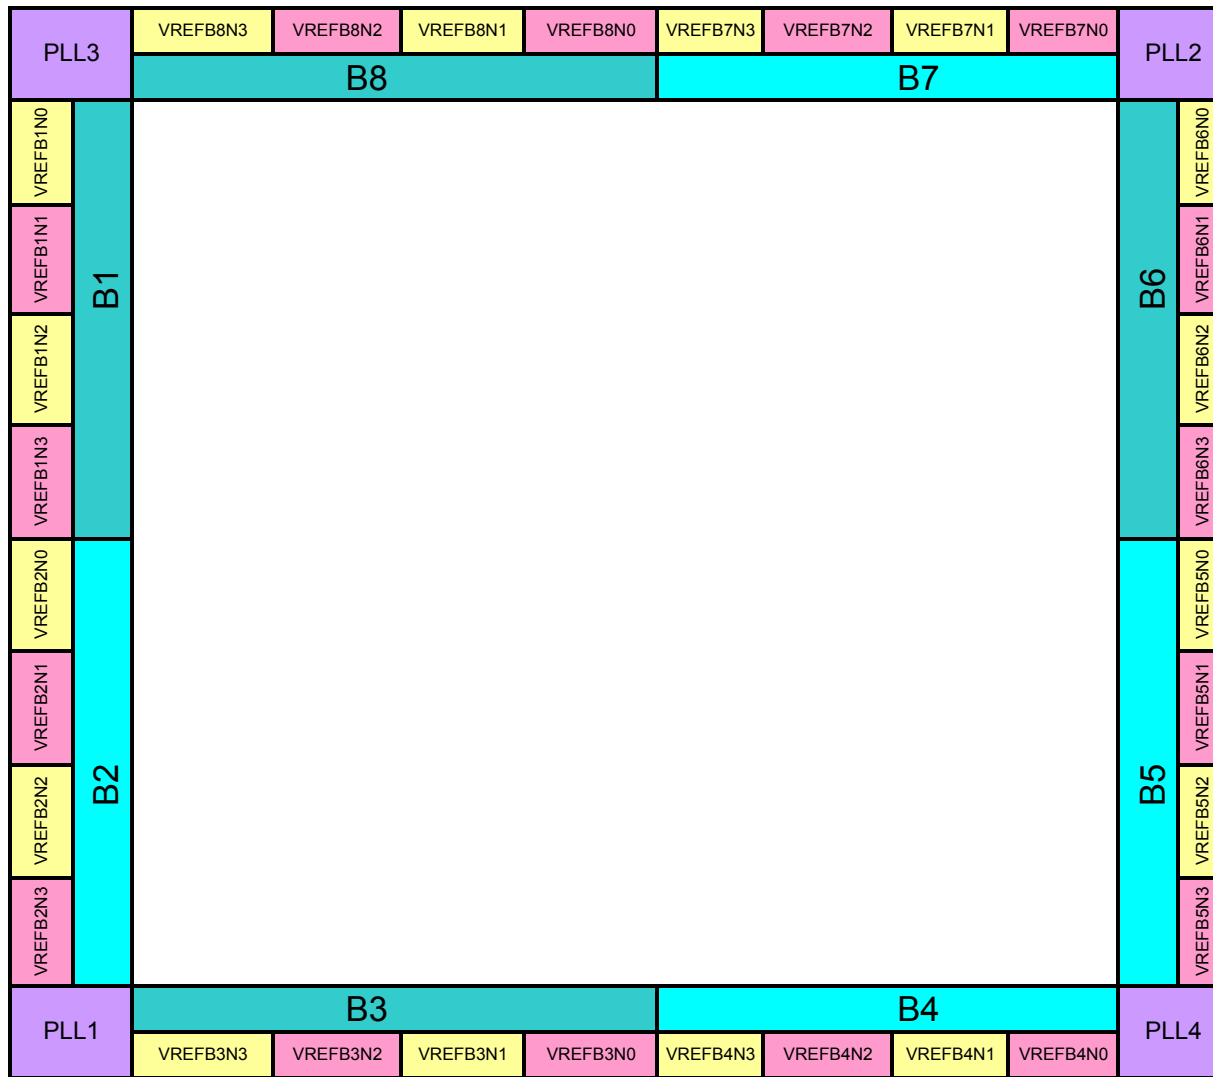 PLL3
VREFB8N3 VREFB8N2 VREFB8N1 VREFB8N0 VREFB7N3 VREFB7N2 VREFB7N1 VREFB7N0
PLL2
B8 B7
VREFB1N0
VREFB1N1
VREFB1N2
VREFB1N3
B1
VREFB2N0
VREFB2N1
VREFB2N2
VREFB2N3
B2
B6
VREFB6N0
VREFB6N1
VREFB6N2
VREFB6N3
B5
VREFB5N0
VREFB5N1
VREFB5N2
VREFB5N3
PLL1
B3 B4
PLL4
VREFB3N3 VREFB3N2 VREFB3N1 VREFB3N0 VREFB4N3 VREFB4N2 VREFB4N1 VREFB4N0